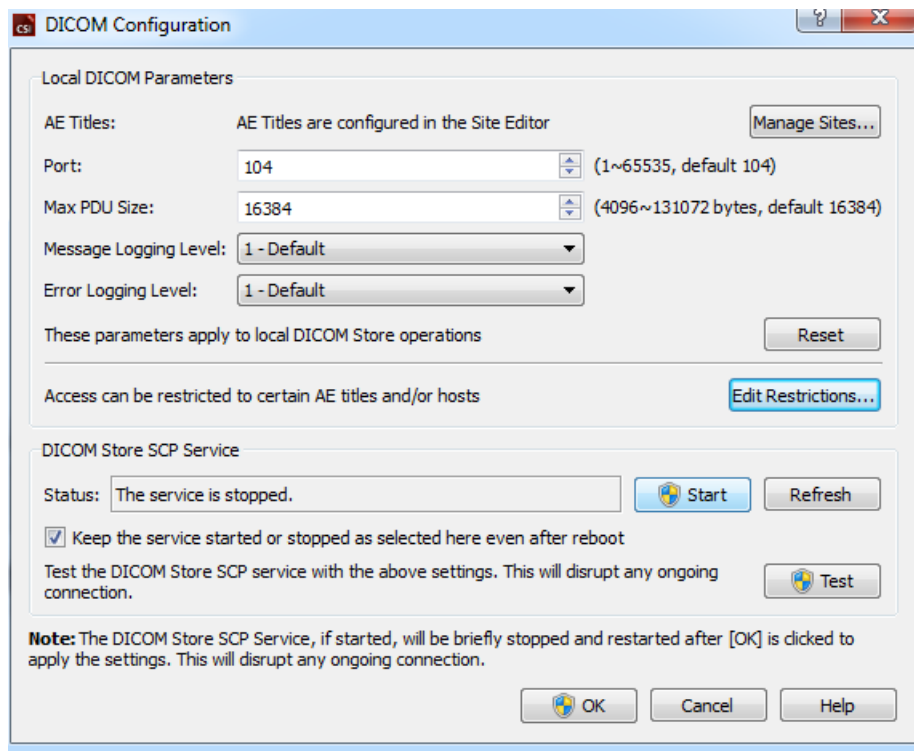 CSI DICOM Configuration ? X
Local DICOM Parameters
AE Titles: AE Titles are configured in the Site Editor Manage Sites...
Port: 104 (1~65535, default 104)
Max PDU Size: 16384 (4096~131072 bytes, default 16384)
Message Logging Level: 1 - Default
Error Logging Level: 1 - Default
These parameters apply to local DICOM Store operations Reset
Access can be restricted to certain AE titles and/or hosts Edit Restrictions...
DICOM Store SCP Service
Status: The service is stopped. Start Refresh
Keep the service started or stopped as selected here even after reboot
Test the DICOM Store SCP service with the above settings. This will disrupt any ongoing
connection. Test
Note: The DICOM Store SCP Service, if started, will be briefly stopped and restarted after [OK] is clicked to
apply the settings. This will disrupt any ongoing connection.
OK Cancel Help